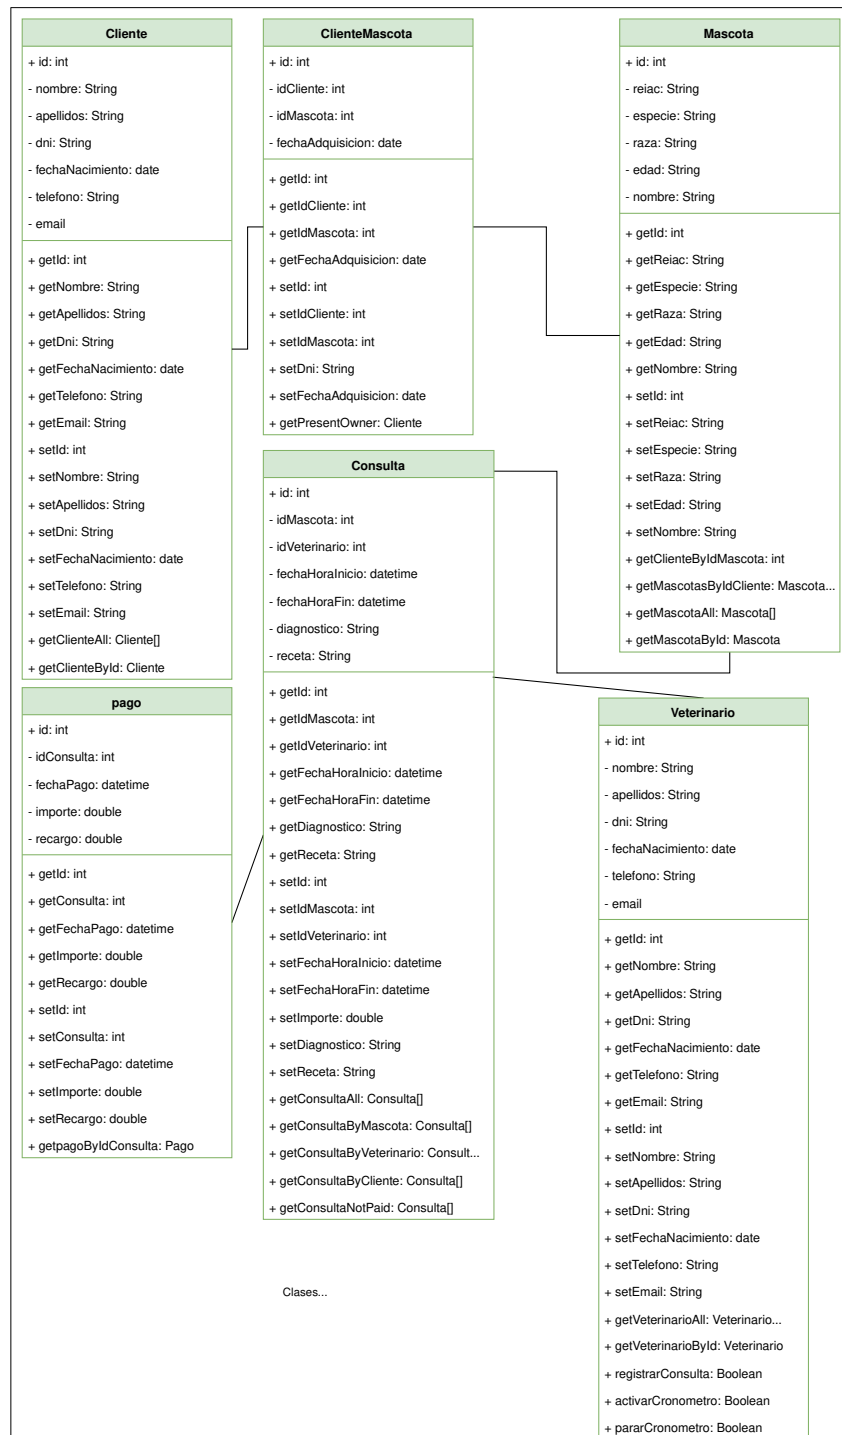 Cliente
+ id: int
- nombre: String
- apellidos: String
- dni: String
- fechaNacimiento: date
- telefono: String
- email
+ getId: int
+ getNombre: String
+ getApellidos: String
+ getDni: String
+ getFechaNacimiento: date
+ getTelefono: String
+ getEmail: String
+ setId: int
+ setNombre: String
+ setApellidos: String
+ setDni: String
+ setFechaNacimiento: date
+ setTelefono: String
+ setEmail: String
+ getClienteAll: Cliente[]
+ getClienteById: Cliente
ClienteMascota
+ id: int
- idCliente: int
- idMascota: int
- fechaAdquisicion: date
+ getId: int
+ getIdCliente: int
+ getIdMascota: int
+ getFechaAdquisicion: date
+ setId: int
+ setIdCliente: int
+ setIdMascota: int
+ setDni: String
+ setFechaAdquisicion: date
+ getPresentOwner: Cliente
Mascota
+ id: int
- reiac: String
- especie: String
- raza: String
- edad: String
- nombre: String
+ getId: int
+ getReiac: String
+ getEspecie: String
+ getRaza: String
+ getEdad: String
+ getNombre: String
+ setId: int
+ setReiac: String
+ setEspecie: String
+ setRaza: String
+ setEdad: String
+ setNombre: String
+ getClienteByIdMascota: int
+ getMascotasByIdCliente: Mascota...
+ getMascotaAll: Mascota[]
+ getMascotaById: Mascota
Consulta
+ id: int
- idMascota: int
- idVeterinario: int
- fechaHoraInicio: datetime
- fechaHoraFin: datetime
- diagnostico: String
- receta: String
+ getId: int
+ getIdMascota: int
+ getIdVeterinario: int
+ getFechaHoraInicio: datetime
+ getFechaHoraFin: datetime
+ getDiagnostico: String
+ getReceta: String
+ setId: int
+ setIdMascota: int
+ setIdVeterinario: int
+ setFechaHoraInicio: datetime
+ setFechaHoraFin: datetime
+ setImporte: double
+ setDiagnostico: String
+ setReceta: String
+ getConsultaAll: Consulta[]
+ getConsultaByMascota: Consulta[]
+ getConsultaByVeterinario: Consult...
+ getConsultaByCliente: Consulta[]
+ getConsultaNotPaid: Consulta[]
pago
+ id: int
- idConsulta: int
- fechaPago: datetime
- importe: double
- recargo: double
+ getId: int
+ getConsulta: int
+ getFechaPago: datetime
+ getImporte: double
+ getRecargo: double
+ setId: int
+ setConsulta: int
+ setFechaPago: datetime
+ setImporte: double
+ setRecargo: double
+ getpagoByIdConsulta: Pago
Veterinario
+ id: int
- nombre: String
- apellidos: String
- dni: String
- fechaNacimiento: date
- telefono: String
- email
+ getId: int
+ getNombre: String
+ getApellidos: String
+ getDni: String
+ getFechaNacimiento: date
+ getTelefono: String
+ getEmail: String
+ setId: int
+ setNombre: String
+ setApellidos: String
+ setDni: String
+ setFechaNacimiento: date
+ setTelefono: String
+ setEmail: String
+ getVeterinarioAll: Veterinario...
+ getVeterinarioById: Veterinario
+ registrarConsulta: Boolean
+ activarCronometro: Boolean
+ pararCronometro: Boolean
Clases...